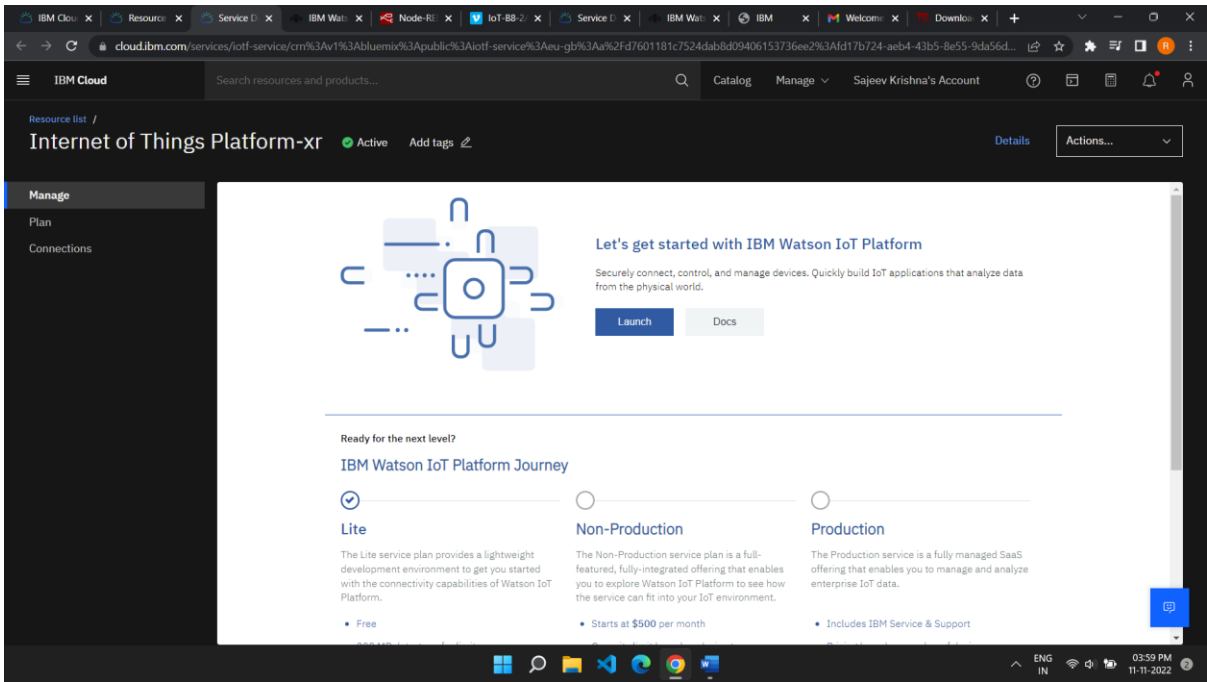 IBM Clou
Resource
Service D
IBM Wat
Node-RE
IoT-B8-2
Service D
IBM Wat
IBM
Welcome
Downloa
cloud.ibm.com/services/iotf-service/crn%3Av1%3Abluemix%3Apublic%3Aiotf-service%3Aeu-gb%3Aa%2Fd7601181c7524dab8d09406153736ee2%3Afd17b724-aeb4-43b5-8e55-9da56d...
R
IBM Cloud
Search resources and products...
Catalog
Manage
Sajeev Krishna's Account
Resource list /
Internet of Things Platform-xr
Active
Add tags
Details
Actions...
Manage
Plan
Connections
Let's get started with IBM Watson IoT Platform
Securely connect, control, and manage devices. Quickly build IoT applications that analyze data
from the physical world.
Launch
Docs
Ready for the next level?
IBM Watson IoT Platform Journey
Lite
The Lite service plan provides a lightweight
development environment to get you started
with the connectivity capabilities of Watson IoT
Platform.
• Free
Non-Production
The Non-Production service plan is a full-
featured, fully-integrated offering that enables
you to explore Watson IoT Platform to see how
the service can fit into your IoT environment.
• Starts at $500 per month
Production
The Production service is a fully managed SaaS
offering that enables you to manage and analyze
enterprise IoT data.
• Includes IBM Service & Support
ENG
IN
03:59 PM
11-11-2022
2